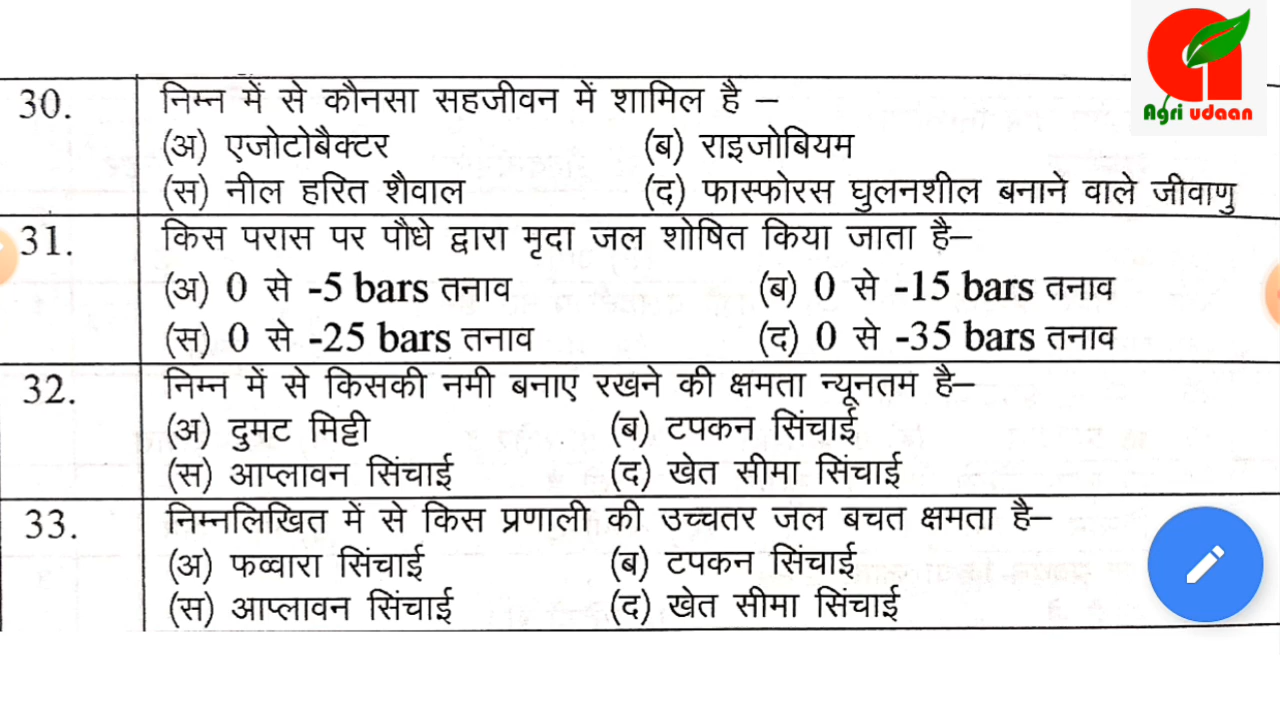 Agri udaan
30. निम्न में से कौनसा सहजीवन में शामिल है –
(अ) एजोटोबैक्टर (ब) राइजोबियम
(स) नील हरित शैवाल (द) फास्फोरस घुलनशील बनाने वाले जीवाणु
31. किस परास पर पौधे द्वारा मृदा जल शोषित किया जाता है–
(अ) 0 से -5 bars तनाव (ब) 0 से -15 bars तनाव
(स) 0 से -25 bars तनाव (द) 0 से -35 bars तनाव
32. निम्न में से किसकी नमी बनाए रखने की क्षमता न्यूनतम है–
(अ) दुमट मिट्टी (ब) टपकन सिंचाई
(स) आप्लावन सिंचाई (द) खेत सीमा सिंचाई
33. निम्नलिखित में से किस प्रणाली की उच्चतर जल बचत क्षमता है–
(अ) फव्वारा सिंचाई (ब) टपकन सिंचाई
(स) आप्लावन सिंचाई (द) खेत सीमा सिंचाई